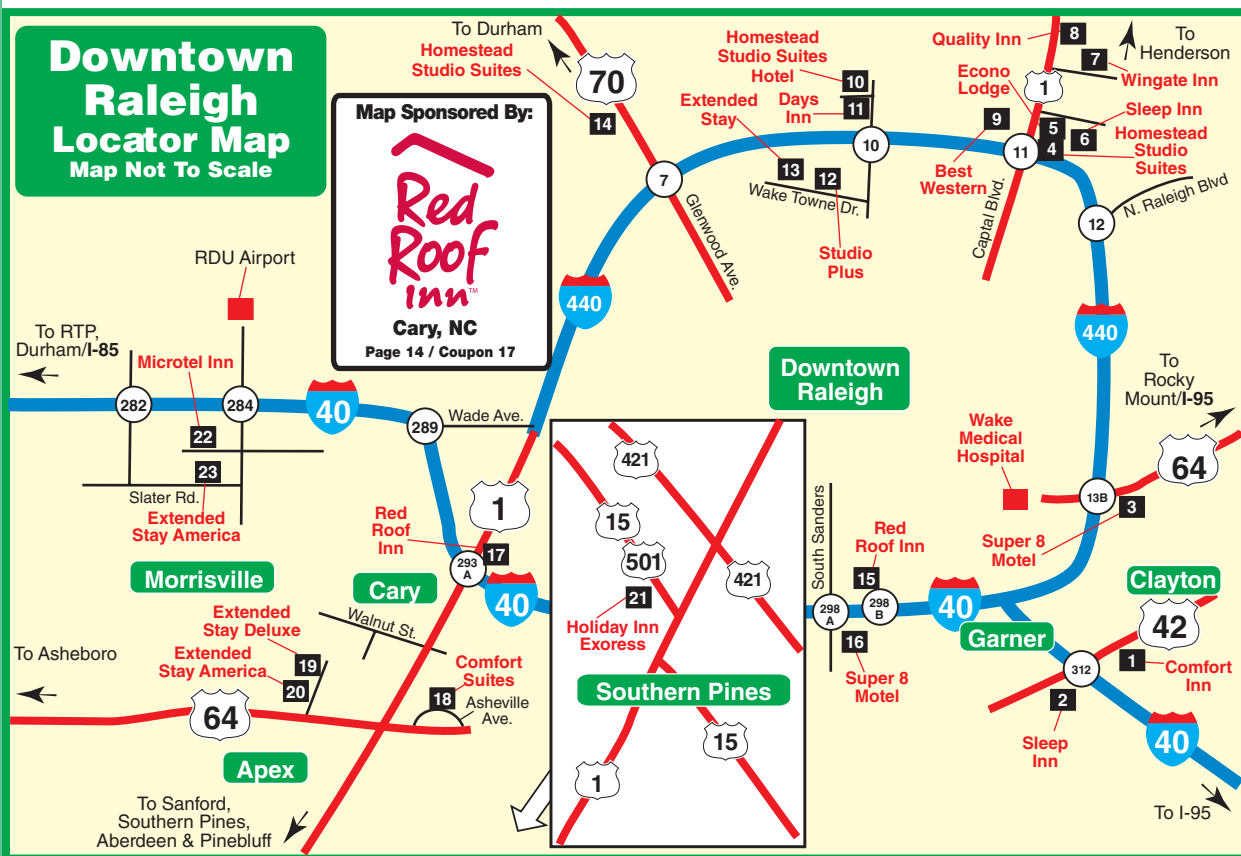 Downtown
Raleigh
Locator Map
Map Not To Scale
Map Sponsored By:
Red
Roof
Inn™
Cary, NC
Page 14 / Coupon 17
To Durham
Homestead
Studio Suites
14
70
7
Glenwood Ave.
Homestead
Studio Suites
Hotel
10
Extended
Stay
Days
Inn
11
10
13
12
Wake Towne Dr.
Studio
Plus
Quality Inn
8
To
Henderson
7
Wingate Inn
Econo
Lodge
1
Sleep Inn
9
5
6
4
Homestead
Studio
Suites
11
Best
Western
Captal Blvd.
12
N. Raleigh Blvd
440
440
RDU Airport
To RTP,
Durham/I-85
Microtel Inn
282
284
40
289
Wade Ave.
22
23
Slater Rd.
Extended
Stay America
1
Red
Roof
Inn
17
293
A
40
Morrisville
Cary
Walnut St.
Extended
Stay Deluxe
19
Extended
Stay America
20
To Asheboro
64
Comfort
Suites
18
Asheville
Ave.
Apex
To Sanford,
Southern Pines,
Aberdeen & Pinebluff
421
15
501
421
21
Holiday Inn
Exoress
Southern Pines
15
1
Downtown
Raleigh
To
Rocky
Mount/I-95
Wake
Medical
Hospital
64
13B
3
Super 8
Motel
South Sanders
Red
Roof Inn
15
298
A
298
B
40
16
Super 8
Motel
Clayton
42
Garner
312
1
Comfort
Inn
2
Sleep
Inn
40
To I-95